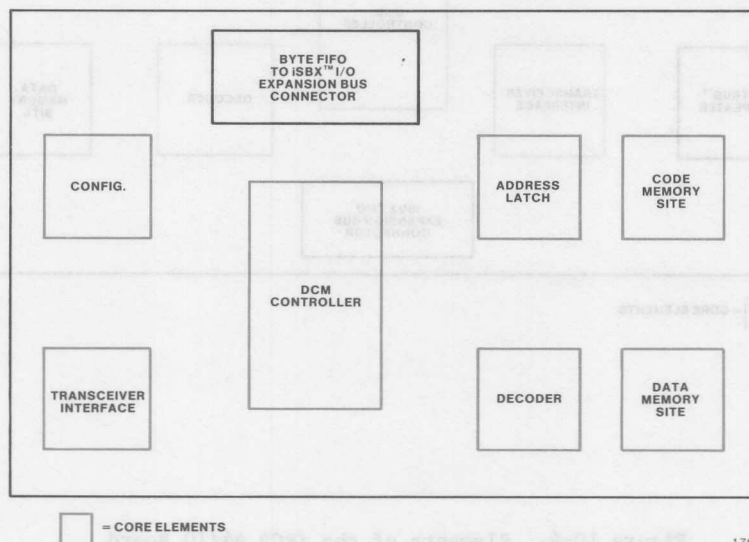 BYTE FIFO
TO iSBX™ I/O
EXPANSION BUS
CONNECTOR
CONFIG.
ADDRESS
LATCH
CODE
MEMORY
SITE
DCM
CONTROLLER
TRANSCEIVER
INTERFACE
DECODER
DATA
MEMORY
SITE
= CORE ELEMENTS